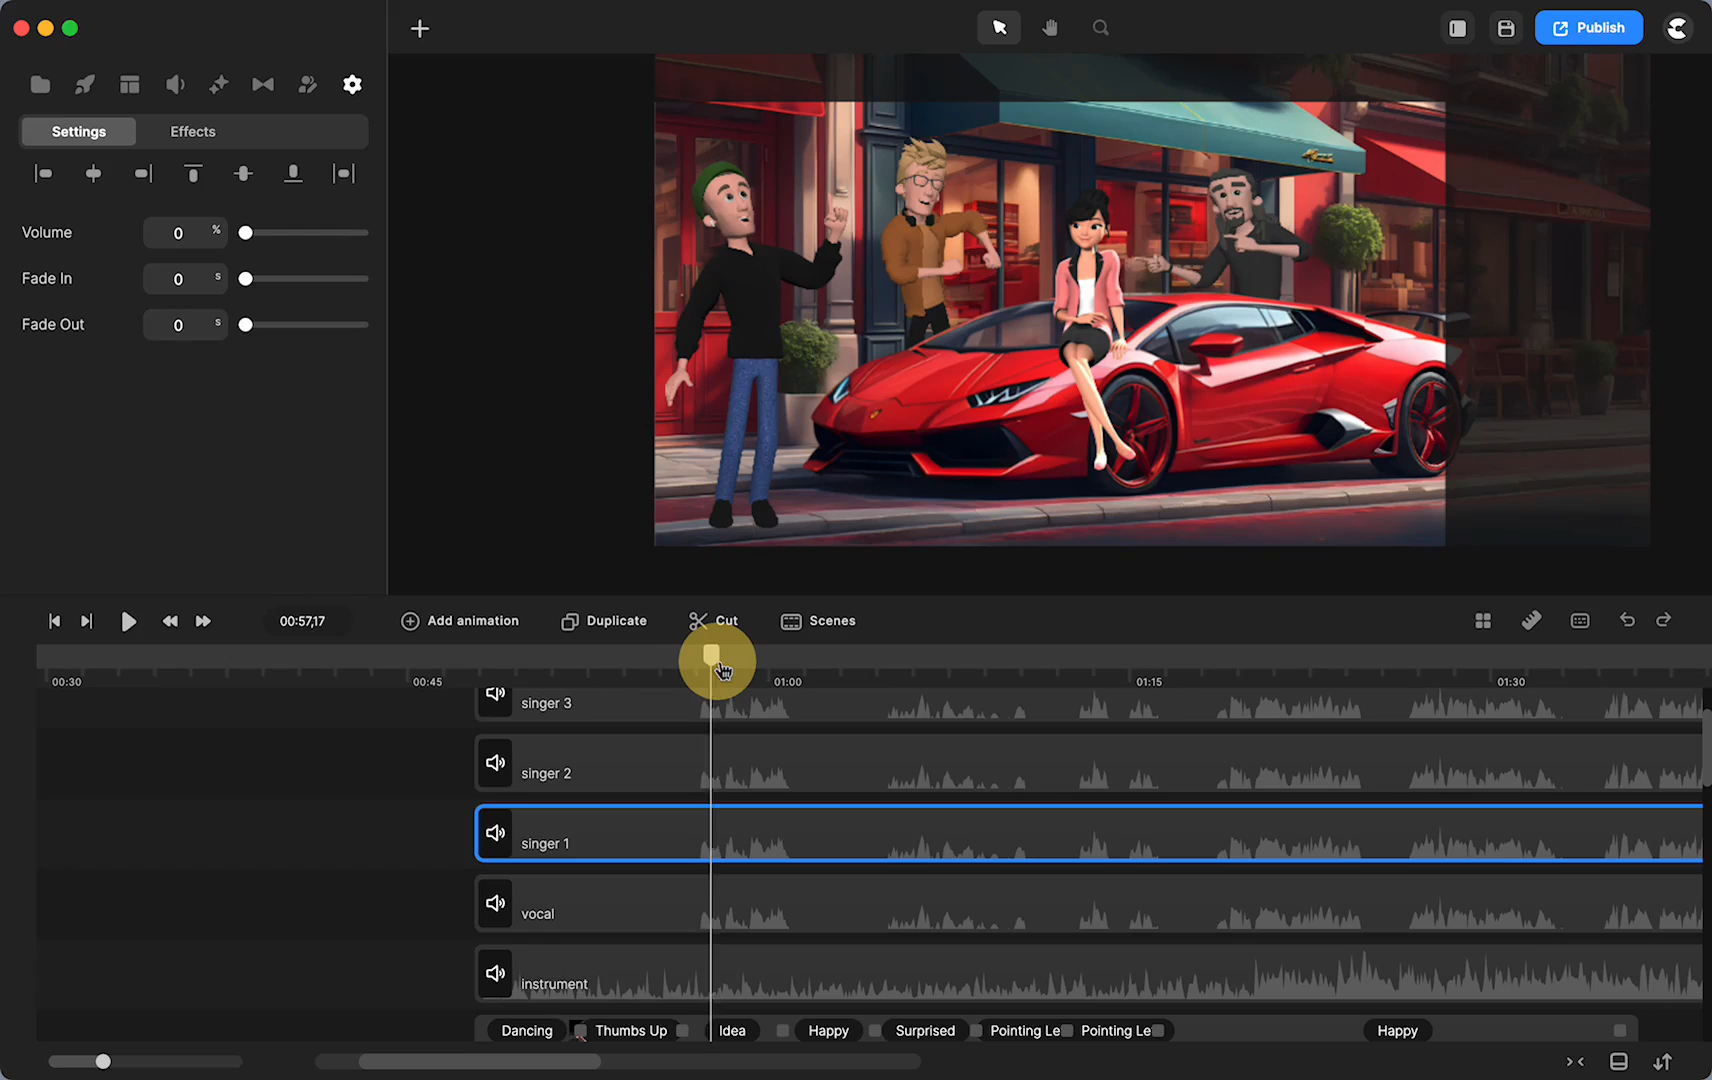 Publish
Settings
Effects
Volume
0 %
Fade In
0 s
Fade Out
0 s
00:57,17
Add animation
Duplicate
Cut
Scenes
00:30
00:45
01:00
01:15
01:30
singer 3
singer 2
singer 1
vocal
instrument
Dancing
Thumbs Up
Idea
Happy
Surprised
Pointing Le
Pointing Le
Happy